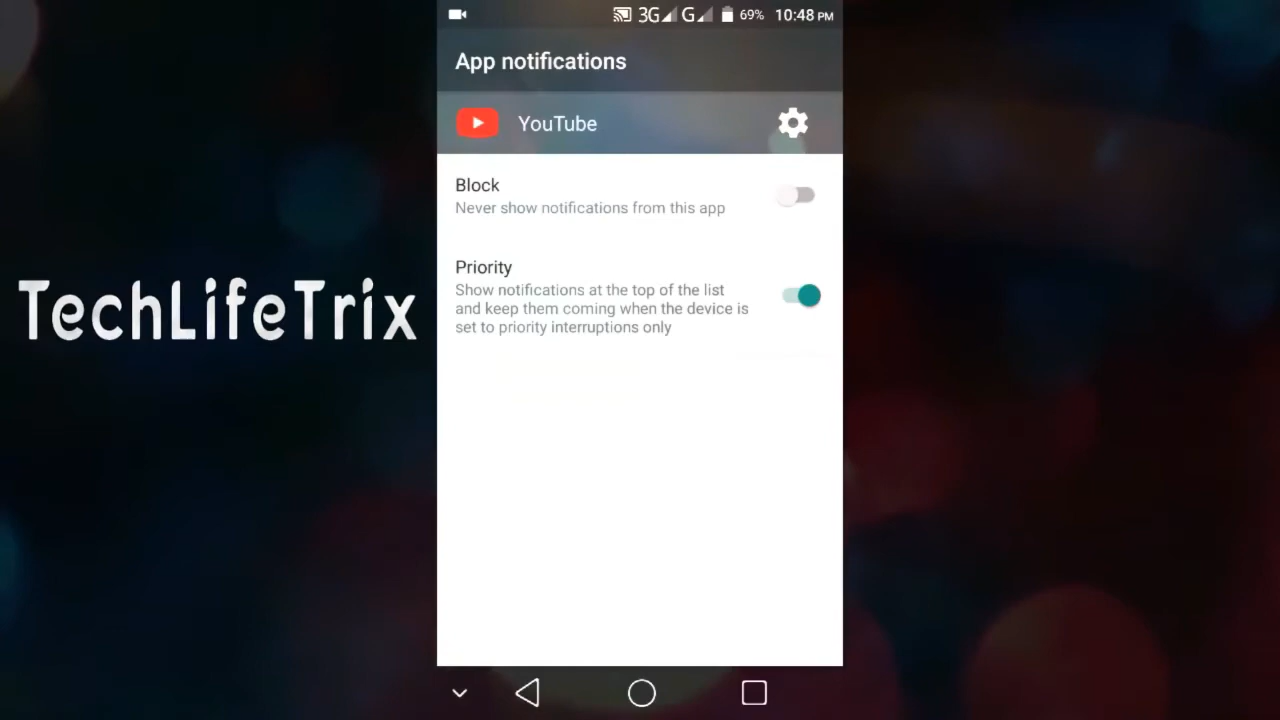 3G G 69% 10:48 PM
App notifications
YouTube
Block
Never show notifications from this app
Priority
Show notifications at the top of the list
and keep them coming when the device is
set to priority interruptions only
TechLifeTrix